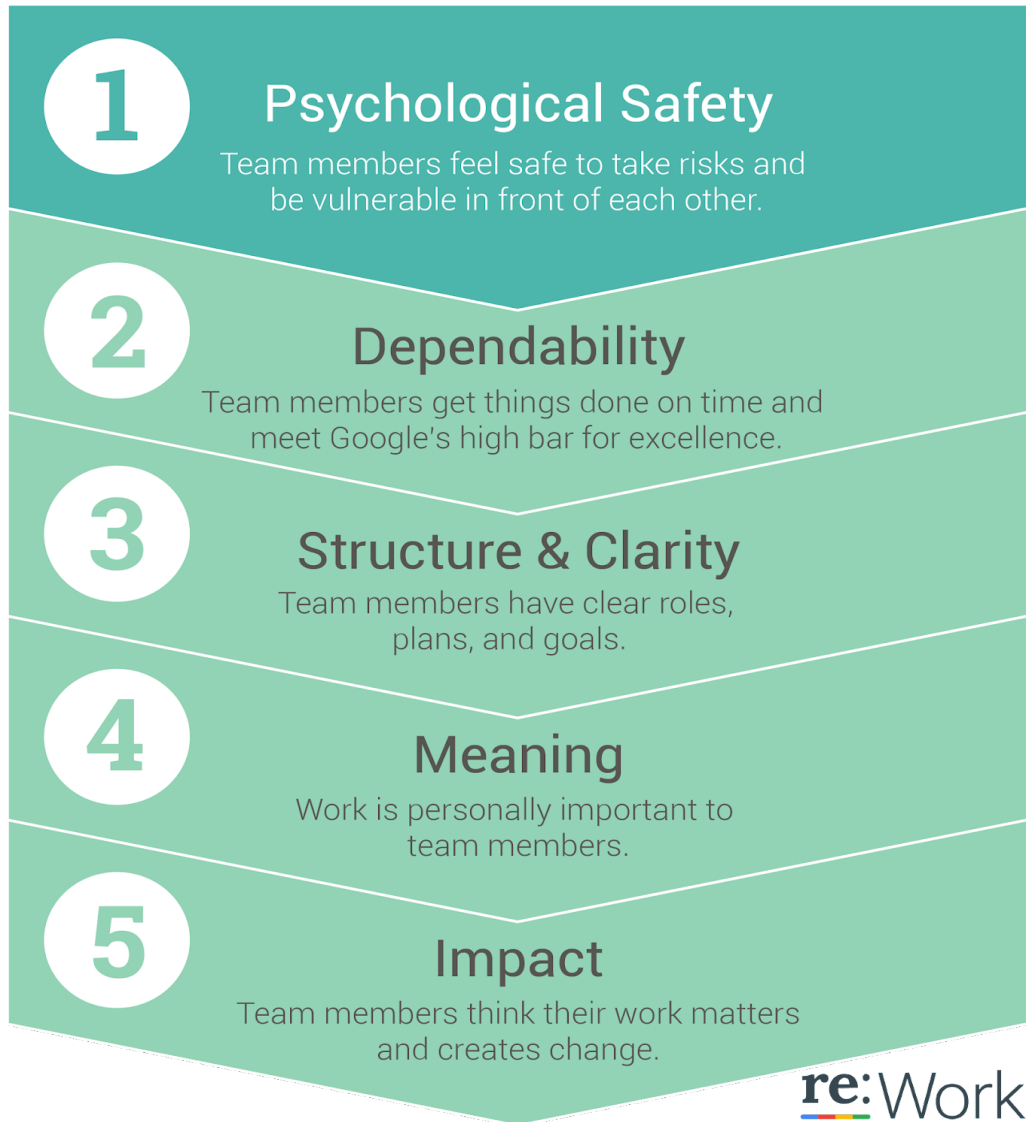 1
Psychological Safety
Team members feel safe to take risks and
be vulnerable in front of each other.
2
Dependability
Team members get things done on time and
meet Google's high bar for excellence.
3
Structure & Clarity
Team members have clear roles,
plans, and goals.
4
Meaning
Work is personally important to
team members.
5
Impact
Team members think their work matters
and creates change.
re:Work